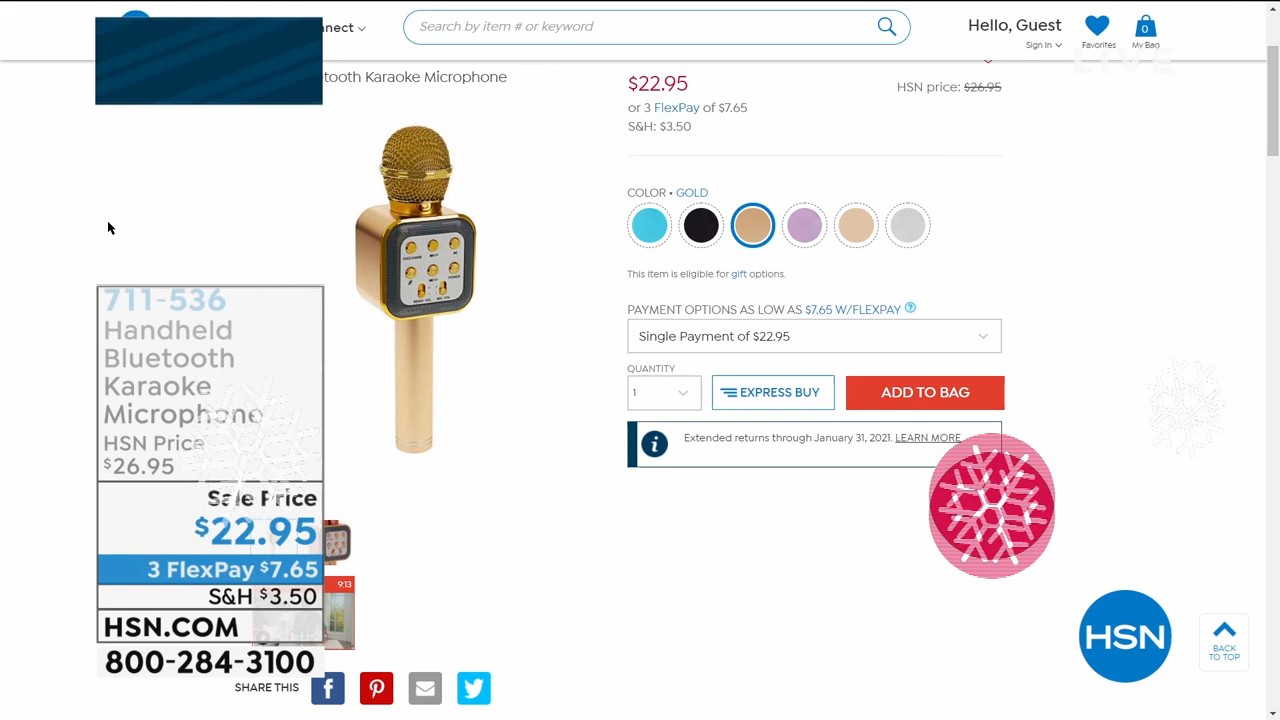 nnect
Search by item # or keyword
Hello, Guest
Sign In
Favorites
0
My Bag
LIVE
tooth Karaoke Microphone
$22.95
HSN price: $26.95
or 3 FlexPay of $7.65
S&H: $3.50
COLOR • GOLD
This item is eligible for gift options.
PAYMENT OPTIONS AS LOW AS $7.65 W/FLEXPAY ?
Single Payment of $22.95
QUANTITY
1
EXPRESS BUY
ADD TO BAG
Extended returns through January 31, 2021. LEARN MORE
POWER
711-536
Handheld
Bluetooth
Karaoke
Microphone
HSN Price
$26.95
Sale Price
$22.95
3 FlexPay $7.65
S&H $3.50
HSN.COM
800-284-3100
9:13
SHARE THIS
HSN
BACK
TO TOP